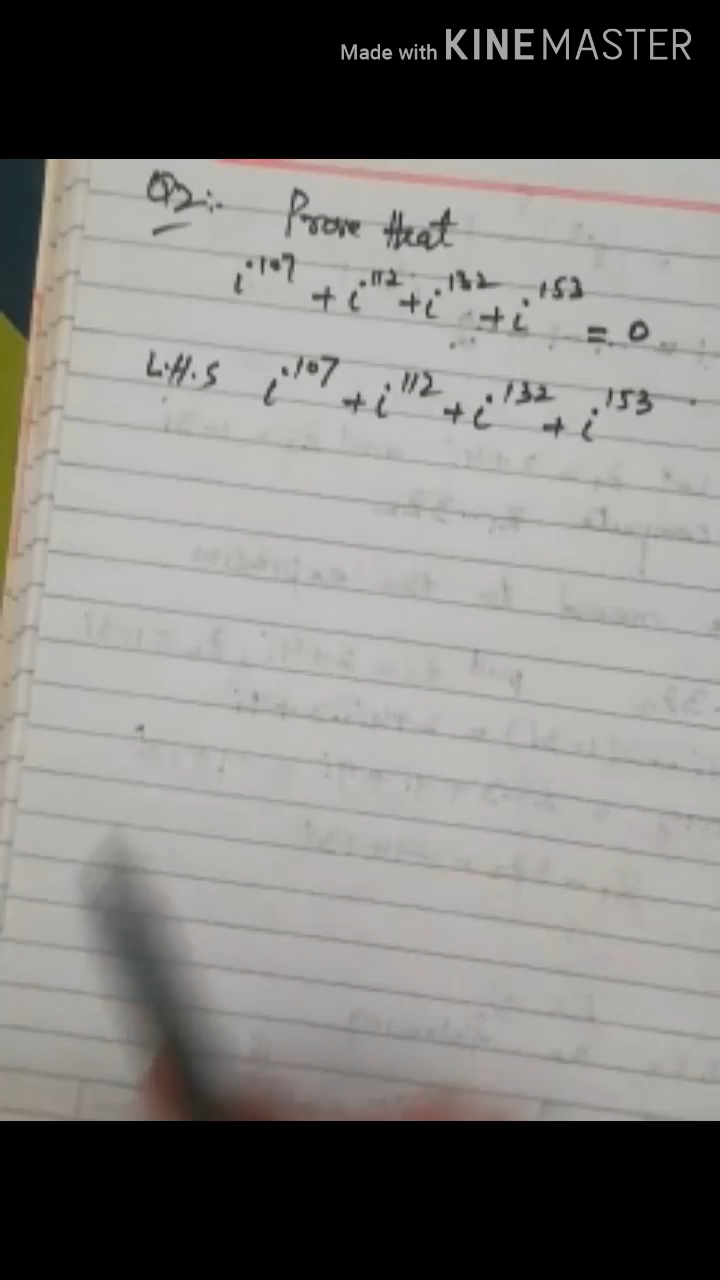 Made with KINEMASTER
Q2:- Prove that
i^107 + i^112 + i^132 + i^153 = 0
L.H.S i^107 + i^112 + i^132 + i^153